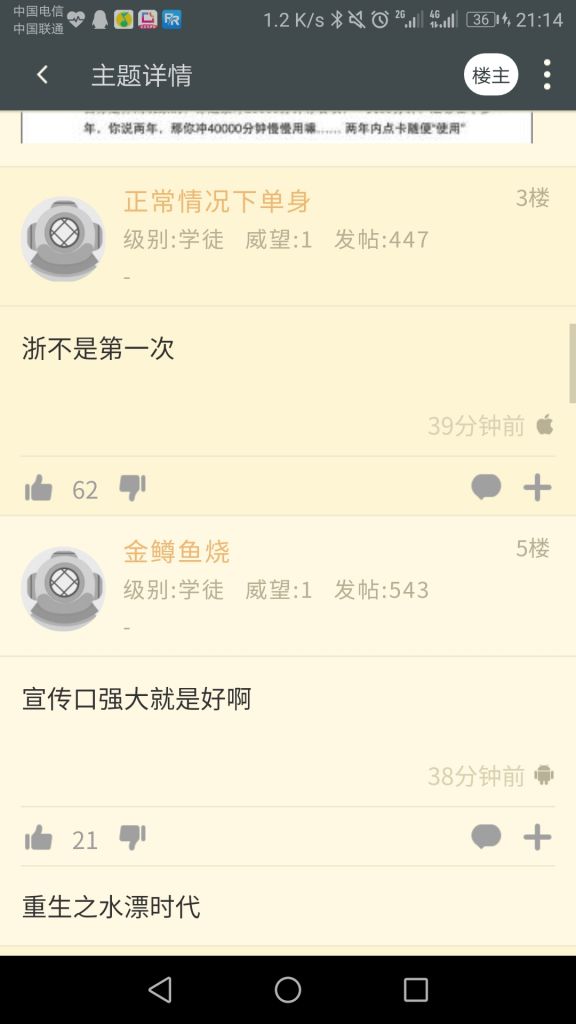 中国电信
中国联通
1.2 K/s
2G
4G
36
21:14
主题详情
楼主
年，你说两年，那你冲40000分钟慢慢用嘛…… 两年内点卡随便"使用"
正常情况下单身
3楼
级别:学徒 威望:1 发帖:447
-
浙不是第一次
39分钟前
62
金鳟鱼烧
5楼
级别:学徒 威望:1 发帖:543
-
宣传口强大就是好啊
38分钟前
21
重生之水漂时代